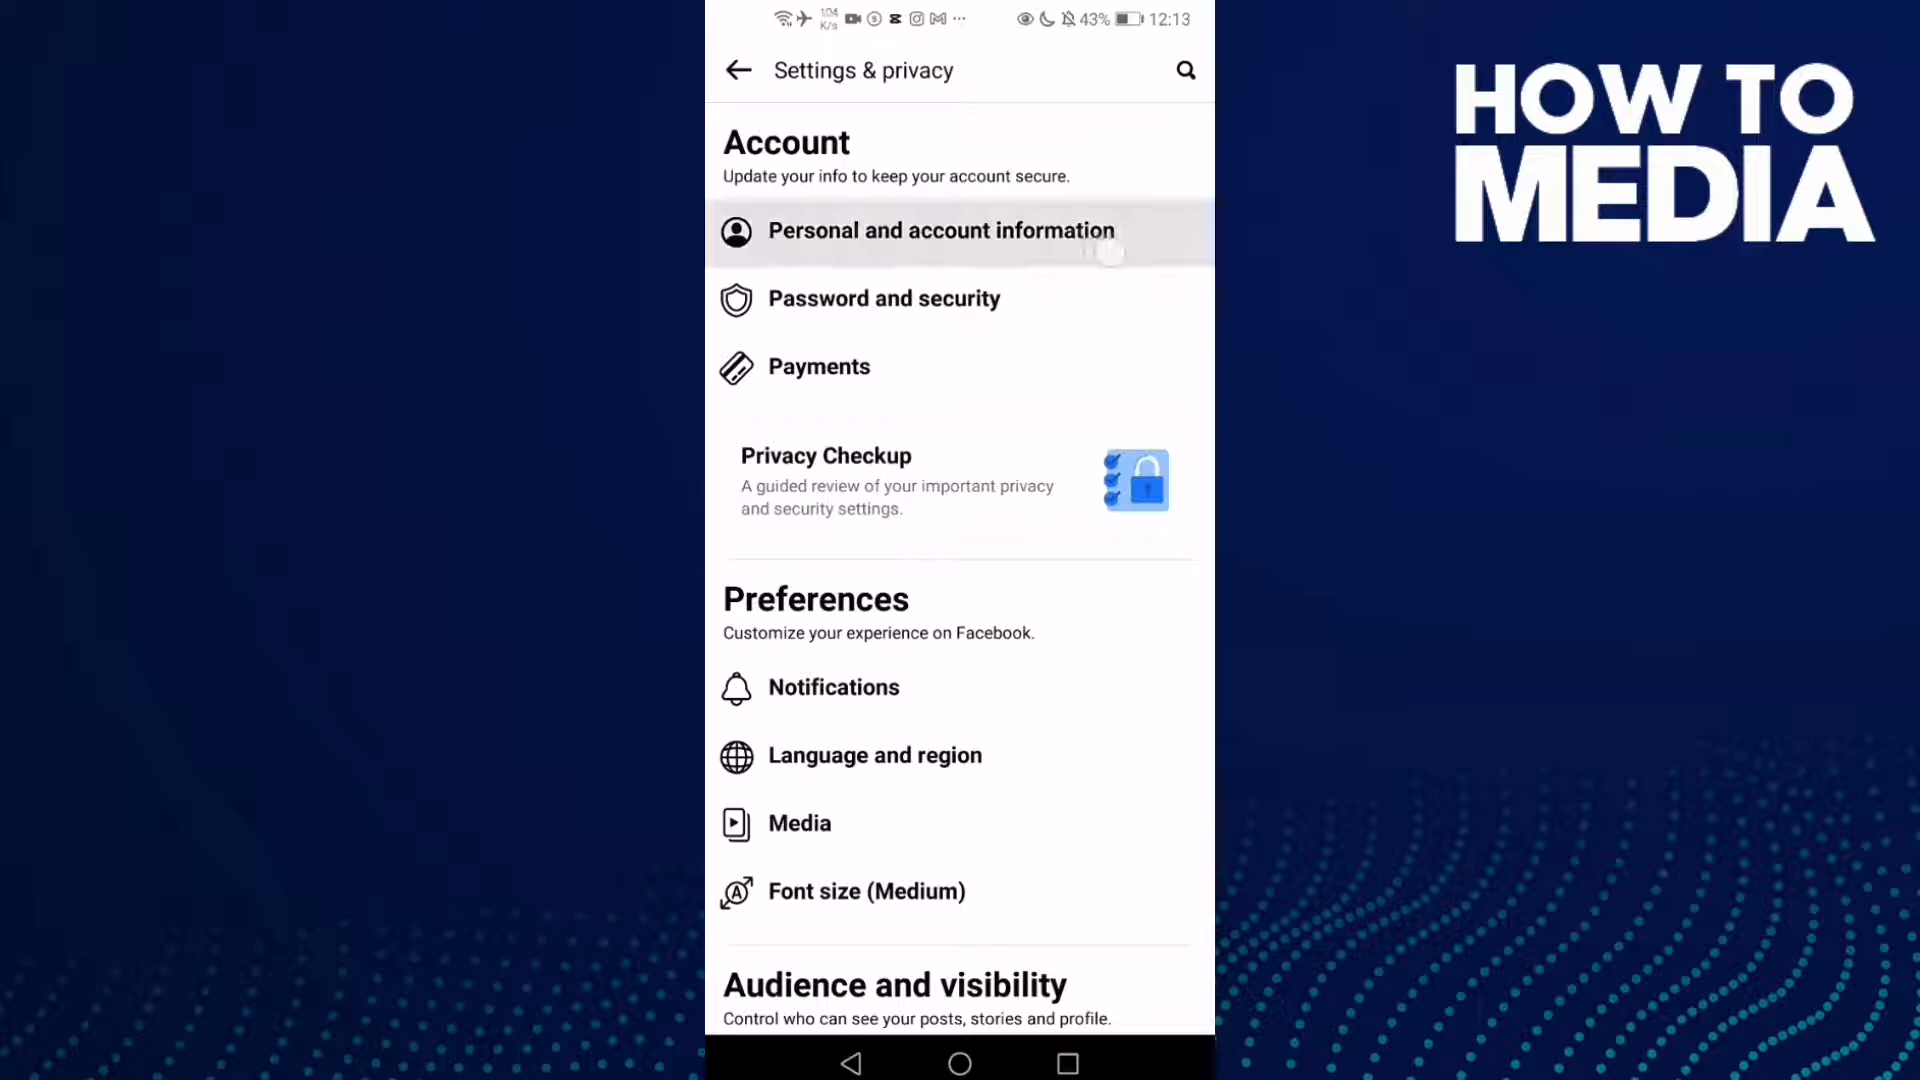 104
K/s
43%
12:13
Settings & privacy
HOW TO
MEDIA
Account
Update your info to keep your account secure.
Personal and account information
Password and security
Payments
Privacy Checkup
A guided review of your important privacy
and security settings.
Preferences
Customize your experience on Facebook.
Notifications
Language and region
Media
Font size (Medium)
Audience and visibility
Control who can see your posts, stories and profile.